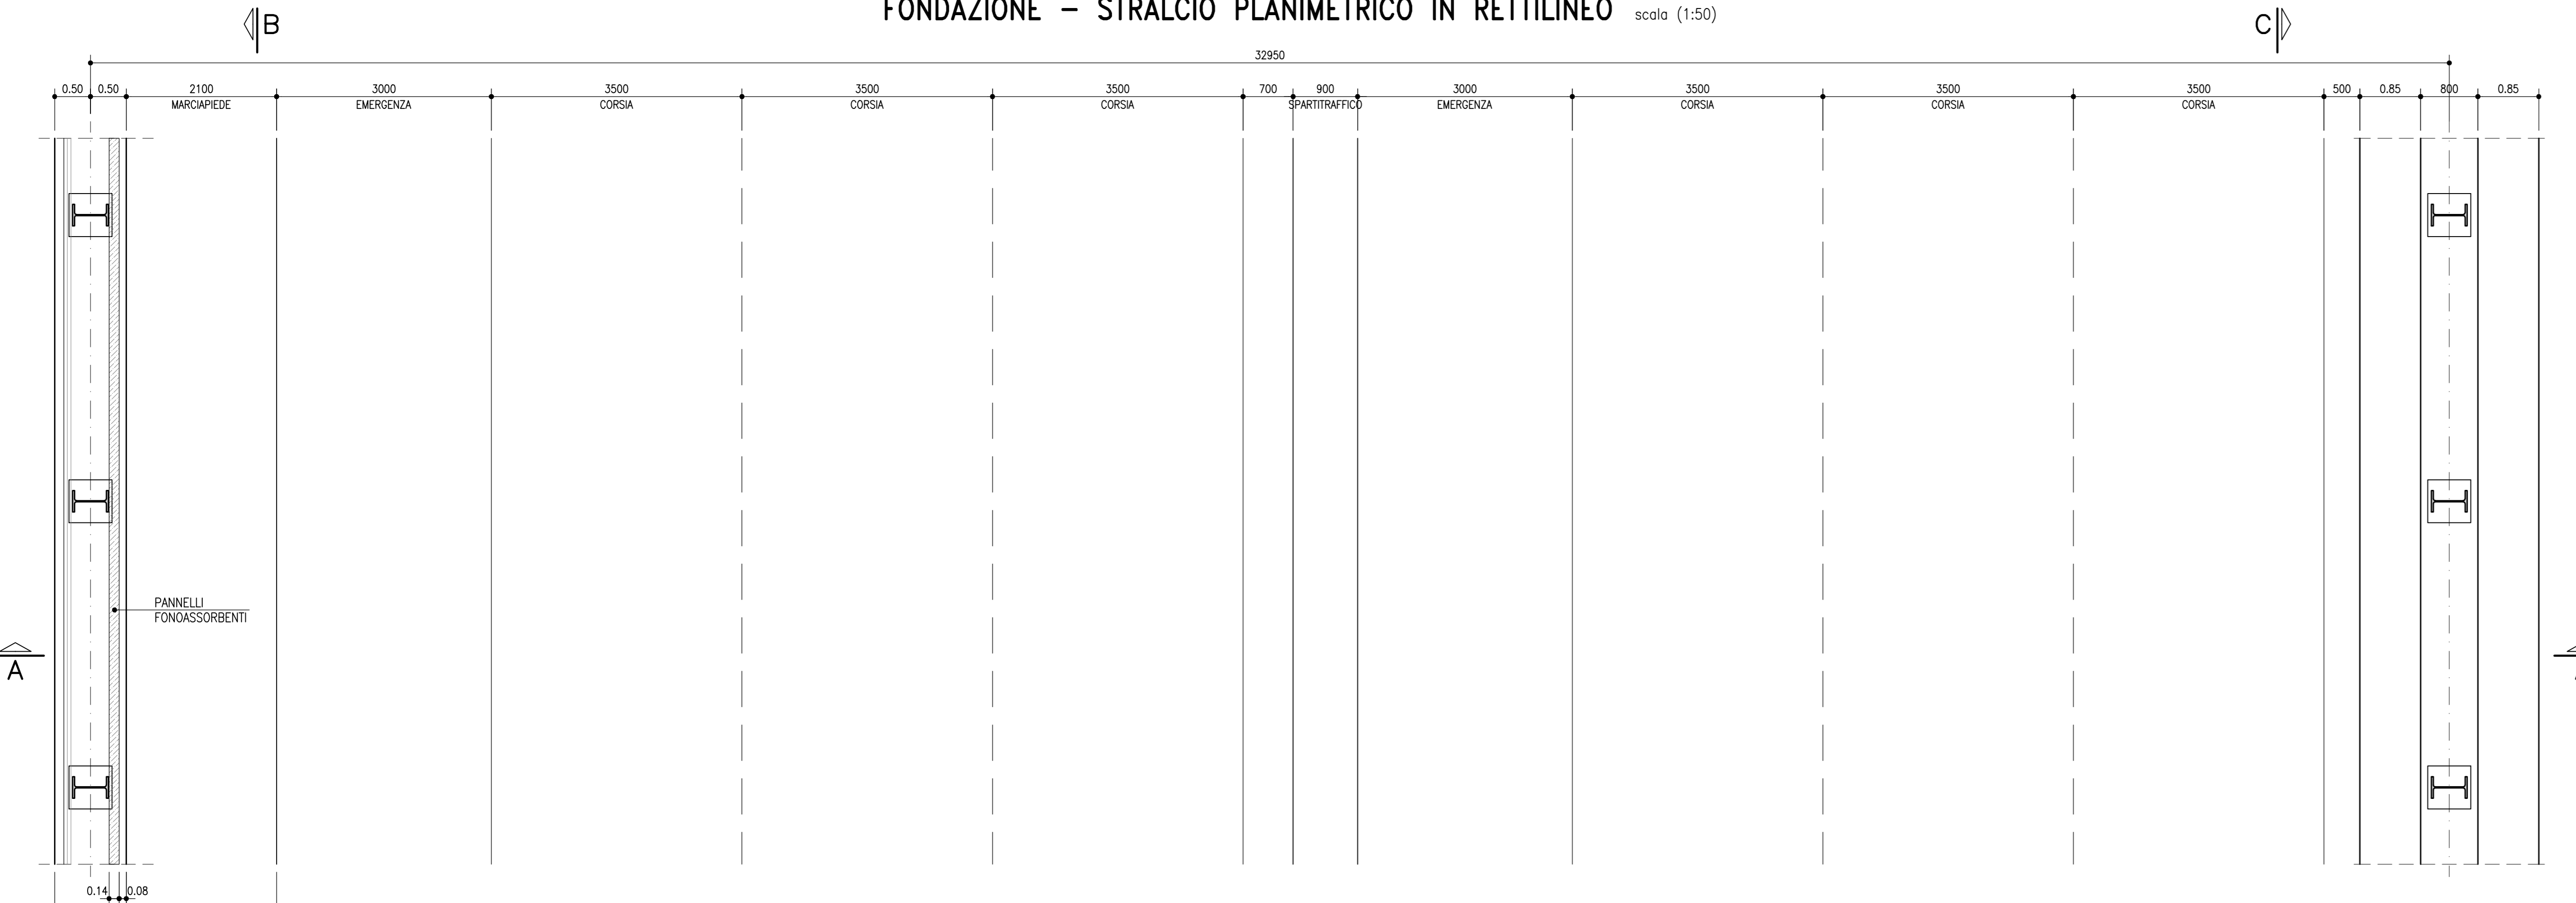 FONDAZIONE – STRALCIO PLANIMETRICO IN RETTILINEO scala (1:50)
B
C
32950
0.50 0.50 2100 3000 3500 3500 3500 700 900 3000 3500 3500 3500 500 0.85 800 0.85
MARCIAPIEDE EMERGENZA CORSIA CORSIA CORSIA SPARTITRAFFICO EMERGENZA CORSIA CORSIA CORSIA
PANNELLI
FONOASSORBENTI
A
0.14 0.08